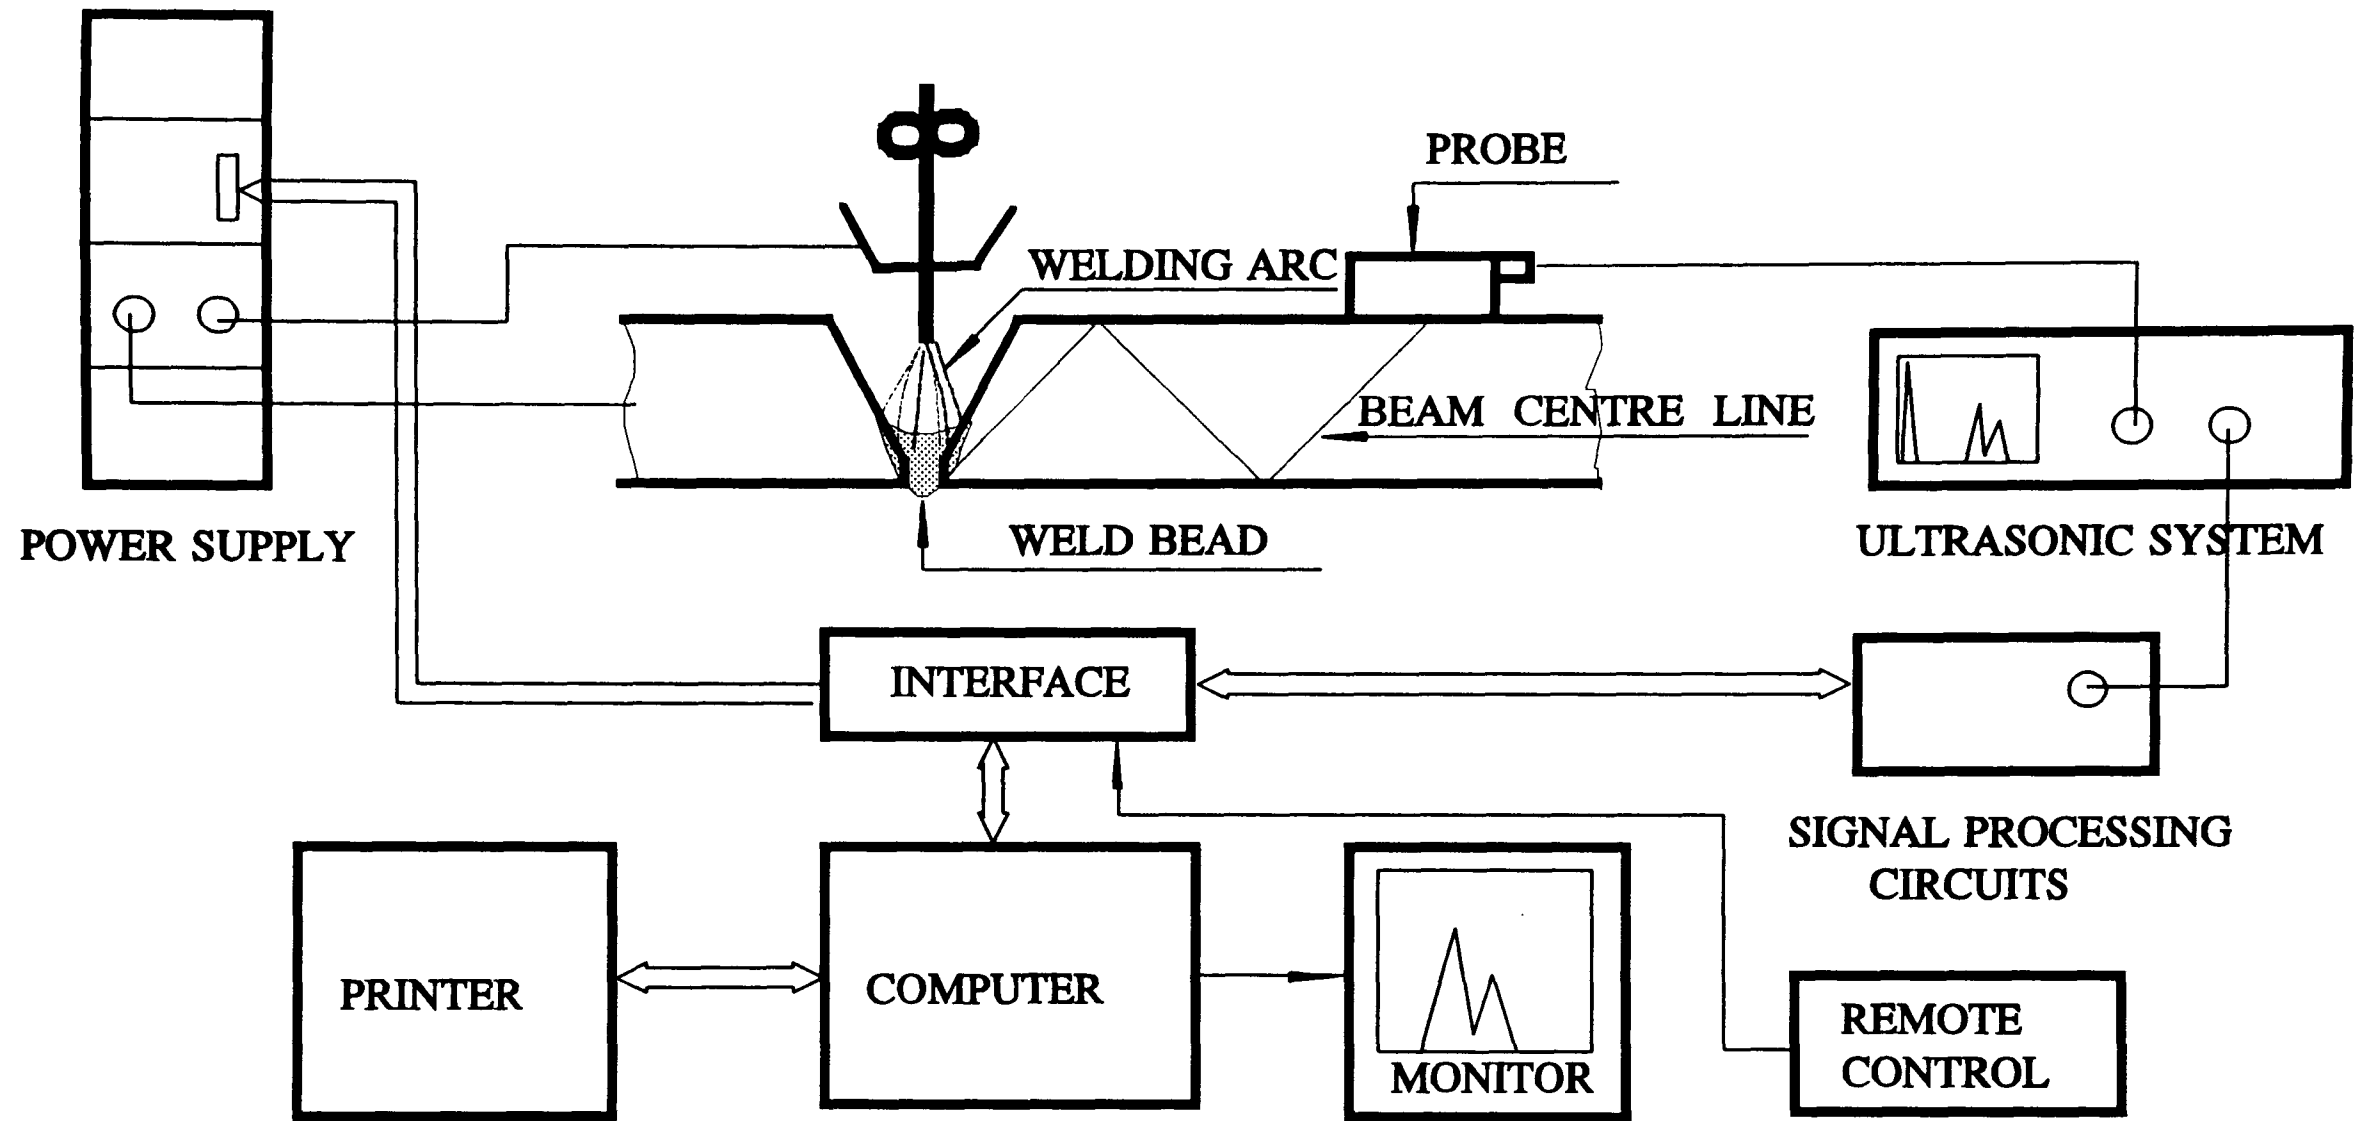 PROBE
WELDING ARC
BEAM CENTRE LINE
POWER SUPPLY
WELD BEAD
ULTRASONIC SYSTEM
INTERFACE
SIGNAL PROCESSING
CIRCUITS
PRINTER
COMPUTER
MONITOR
REMOTE
CONTROL